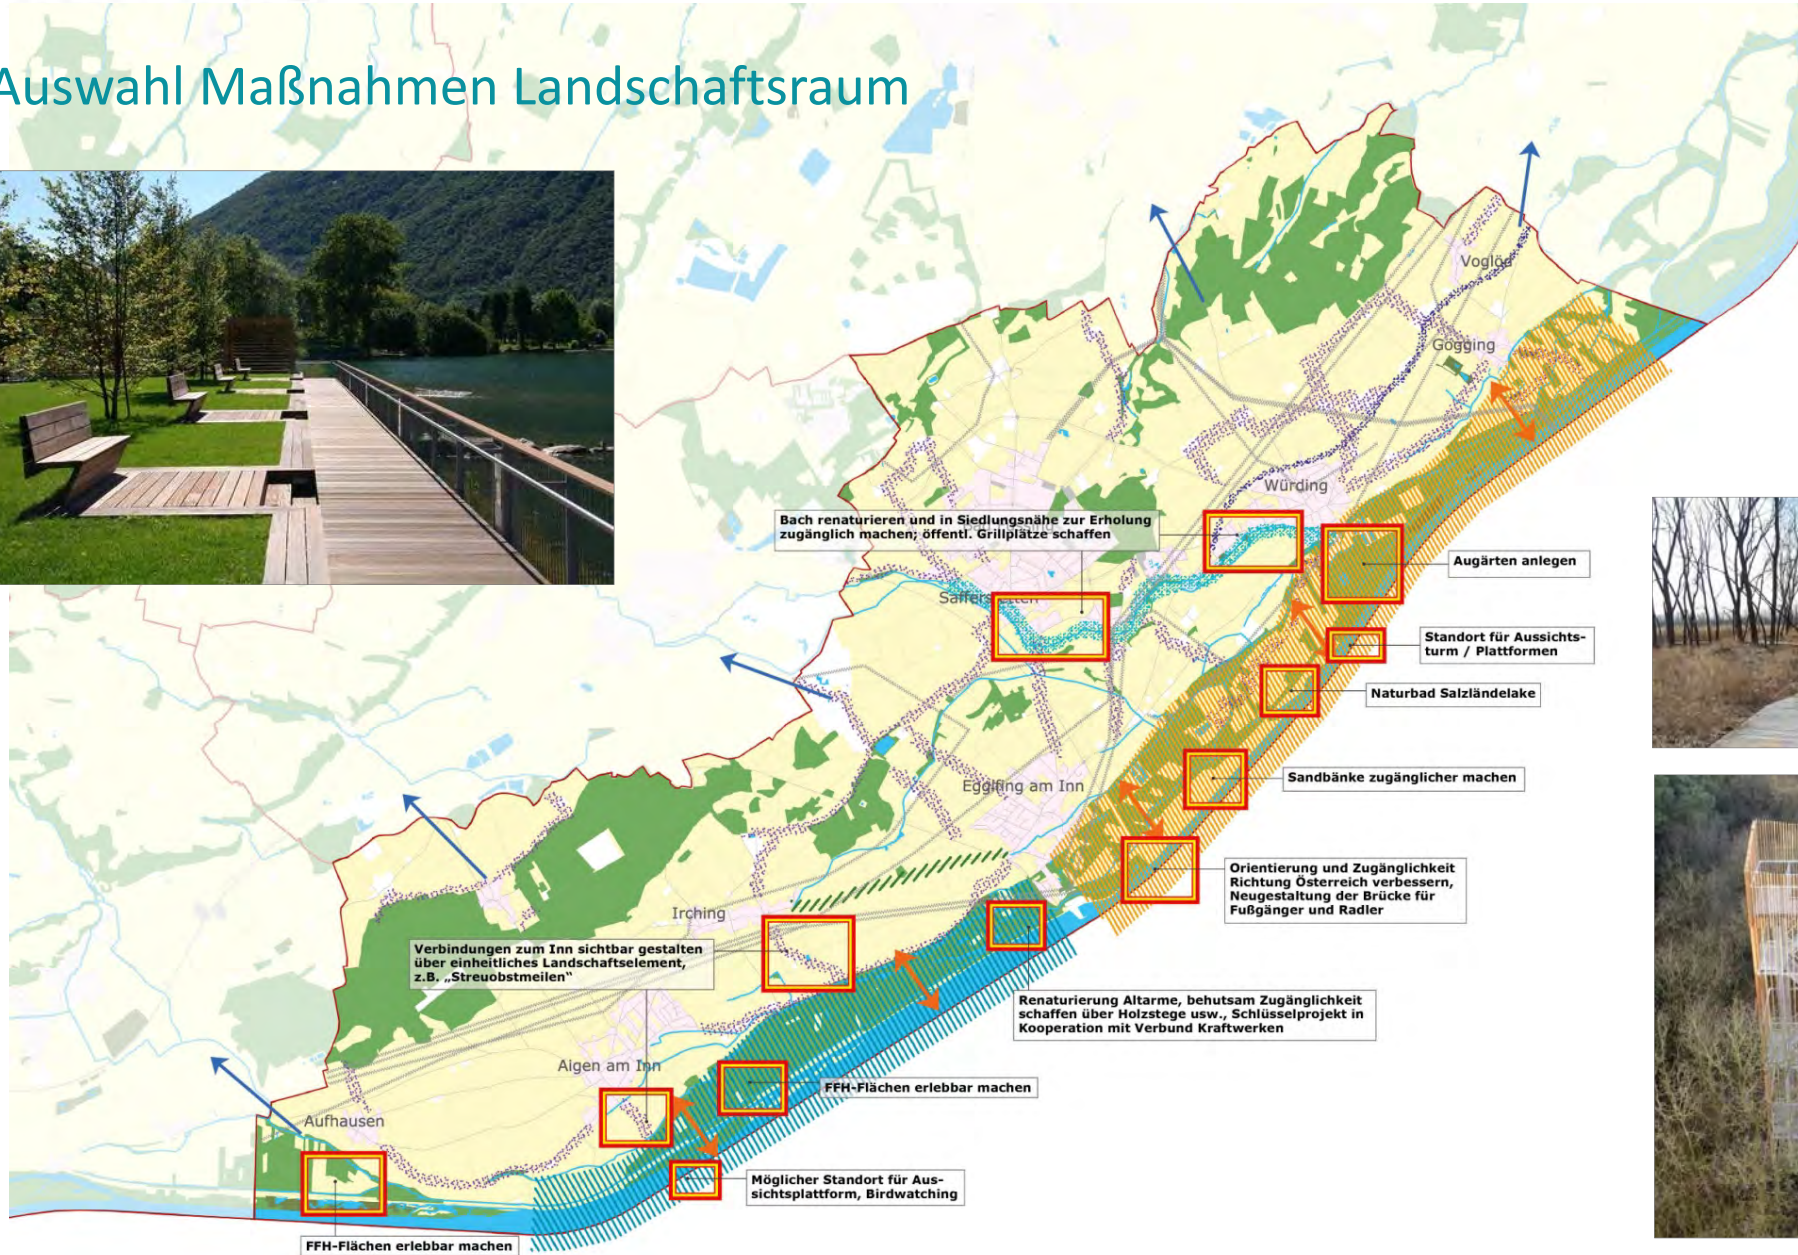 Auswahl Maßnahmen Landschaftsraum
Voglöd
Gögging
Würding
Bach renaturieren und in Siedlungsnähe zur Erholung
zugänglich machen; öffentl. Grillplätze schaffen
Augärten anlegen
Standort für Aussichts-
turm / Plattformen
Naturbad Salzländelake
Sandbänke zugänglicher machen
Egglfing am Inn
Orientierung und Zugänglichkeit
Richtung Österreich verbessern,
Neugestaltung der Brücke für
Fußgänger und Radler
Irching
Verbindungen zum Inn sichtbar gestalten
über einheitliches Landschaftselement,
z.B. „Streuobstmeilen“
Renaturierung Altarme, behutsam Zugänglichkeit
schaffen über Holzstege usw., Schlüsselprojekt in
Kooperation mit Verbund Kraftwerken
Aigen am Inn
FFH-Flächen erlebbar machen
Aufhausen
Möglicher Standort für Aus-
sichtsplattform, Birdwatching
FFH-Flächen erlebbar machen